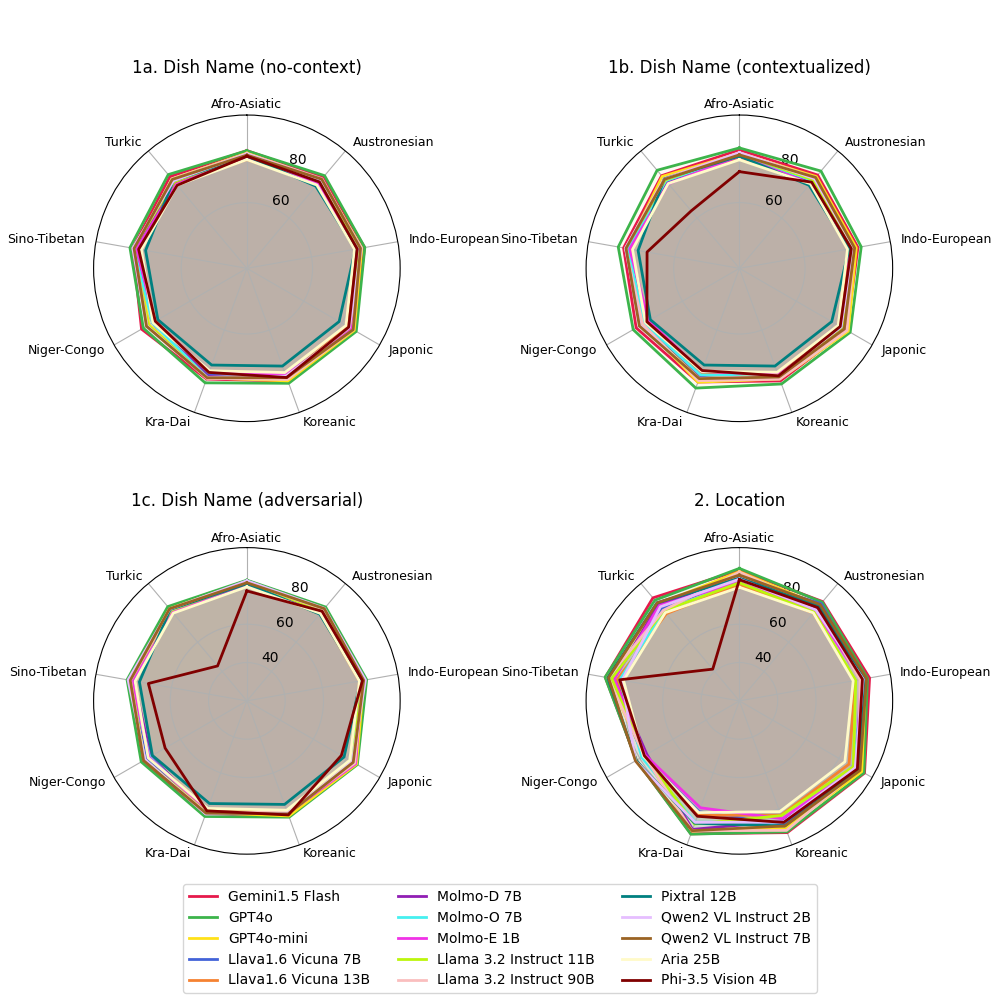 1a. Dish Name (no-context)
Afro-Asiatic
Austronesian
Indo-European
Japonic
Koreanic
Kra-Dai
Niger-Congo
Sino-Tibetan
Turkic
60
80
1b. Dish Name (contextualized)
Afro-Asiatic
Austronesian
Indo-European
Japonic
Koreanic
Kra-Dai
Niger-Congo
Sino-Tibetan
Turkic
60
80
1c. Dish Name (adversarial)
Afro-Asiatic
Austronesian
Indo-European
Japonic
Koreanic
Kra-Dai
Niger-Congo
Sino-Tibetan
Turkic
40
60
80
2. Location
Afro-Asiatic
Austronesian
Indo-European
Japonic
Koreanic
Kra-Dai
Niger-Congo
Sino-Tibetan
Turkic
40
60
80
Gemini1.5 Flash
GPT4o
GPT4o-mini
Llava1.6 Vicuna 7B
Llava1.6 Vicuna 13B
Molmo-D 7B
Molmo-O 7B
Molmo-E 1B
Llama 3.2 Instruct 11B
Llama 3.2 Instruct 90B
Pixtral 12B
Qwen2 VL Instruct 2B
Qwen2 VL Instruct 7B
Aria 25B
Phi-3.5 Vision 4B